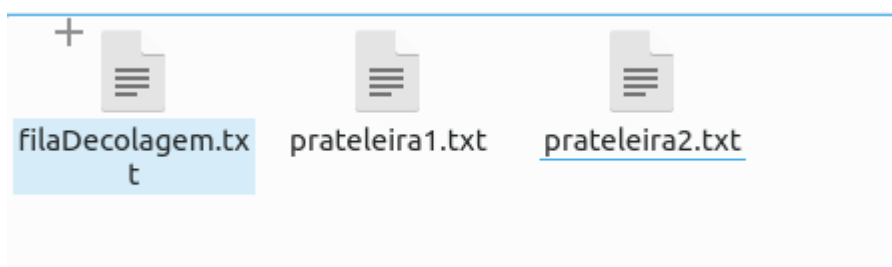 filaDecolagem.tx
t
prateleira1.txt
prateleira2.txt